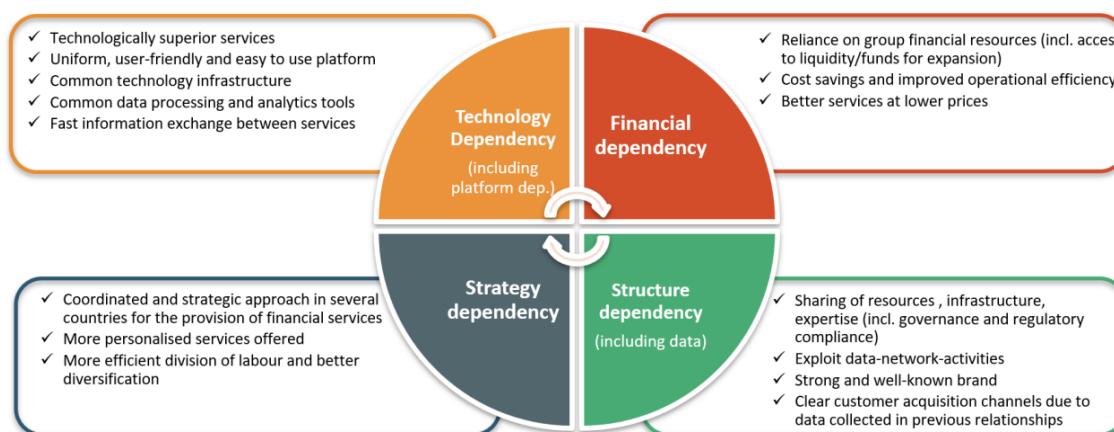 ✓ Technologically superior services
✓ Uniform, user-friendly and easy to use platform
✓ Common technology infrastructure
✓ Common data processing and analytics tools
✓ Fast information exchange between services
Technology
Dependency
(including
platform dep.)
Financial
dependency
✓ Reliance on group financial resources (incl. acces
to liquidity/funds for expansion)
✓ Cost savings and improved operational efficiency
✓ Better services at lower prices
✓ Coordinated and strategic approach in several
countries for the provision of financial services
✓ More personalised services offered
✓ More efficient division of labour and better
diversification
Strategy
dependency
Structure
dependency
(including data)
✓ Sharing of resources , infrastructure,
expertise (incl. governance and regulatory
compliance)
✓ Exploit data-network-activities
✓ Strong and well-known brand
✓ Clear customer acquisition channels due to
data collected in previous relationships